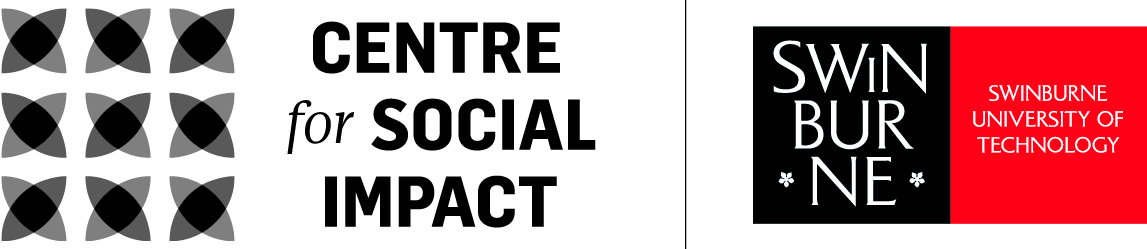 CENTRE
for SOCIAL
IMPACT
SWiN
BUR
NE
SWINBURNE
UNIVERSITY OF
TECHNOLOGY